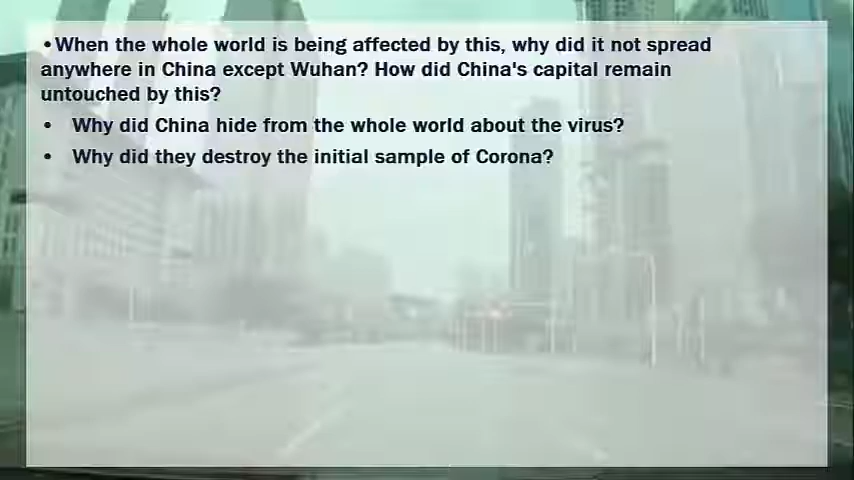 •When the whole world is being affected by this, why did it not spread
anywhere in China except Wuhan? How did China's capital remain
untouched by this?
• Why did China hide from the whole world about the virus?
• Why did they destroy the initial sample of Corona?